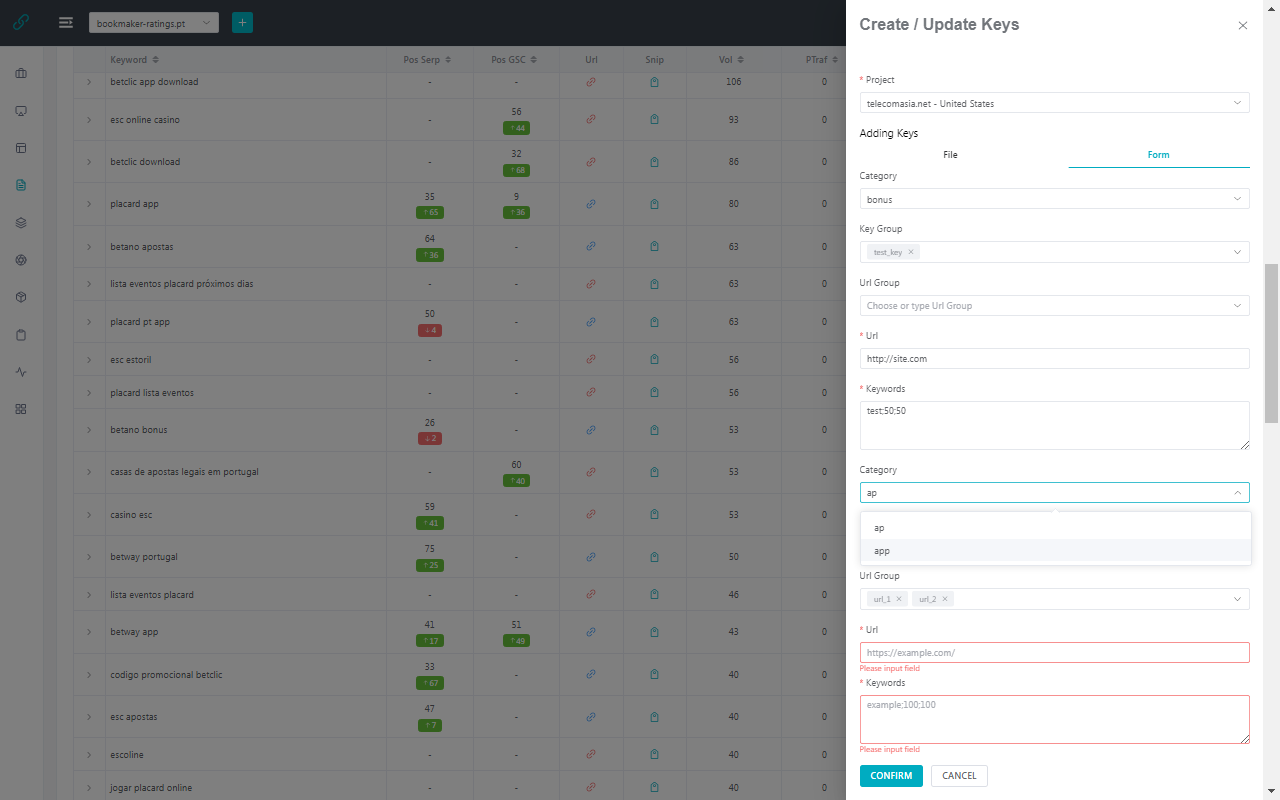 bookmaker-ratings.pt
+
Keyword Pos Serp Pos GSC Url Snip Vol PTraf
betclic app download - - 106 0
esc online casino - 56 ↑44 93 0
betclic download - 32 ↑68 86 0
placard app 35 ↑65 9 ↑36 80 0
betano apostas 64 ↑36 - 63 0
lista eventos placard próximos dias - - 63 0
placard pt app 50 ↓4 - 63 0
esc estoril - - 56 0
placard lista eventos - - 56 0
betano bonus 26 ↓2 - 53 0
casas de apostas legais em portugal - 60 ↑40 53 0
casino esc 59 ↑41 - 53 0
betway portugal 75 ↑25 - 50 0
lista eventos placard - - 46 0
betway app 41 ↑17 51 ↑49 43 0
codigo promocional betclic 33 ↑67 - 40 0
esc apostas 47 ↑7 - 40 0
escoline - - 40 0
jogar placard online - - 40 0
Create / Update Keys
* Project
telecomasia.net - United States
Adding Keys
File Form
Category
bonus
Key Group
test_key ×
Url Group
Choose or type Url Group
* Url
http://site.com
* Keywords
test;50;50
Category
ap
ap
app
Url Group
url_1 × url_2 ×
* Url
https://example.com/
Please input field
* Keywords
example;100;100
Please input field
CONFIRM CANCEL